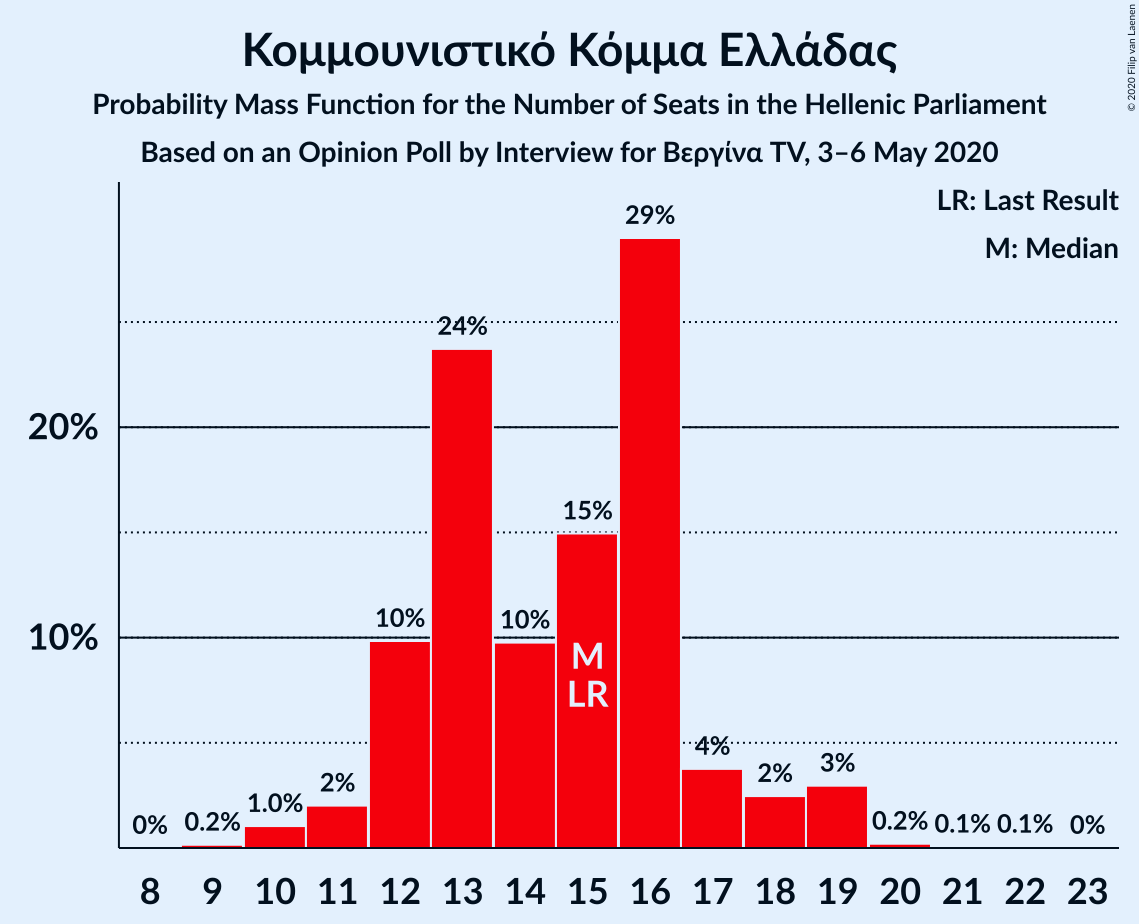 Κομμουνιστικό Κόμμα Ελλάδας
Probability Mass Function for the Number of Seats in the Hellenic Parliament
Based on an Opinion Poll by Interview for Βεργίνα TV, 3–6 May 2020
© 2020 Filip van Laenen
LR: Last Result
M: Median
20%
10%
0%
0.2%
1.0%
2%
10%
24%
10%
15%
29%
4%
2%
3%
0.2%
0.1%
0.1%
0%
M
LR
8 9 10 11 12 13 14 15 16 17 18 19 20 21 22 23